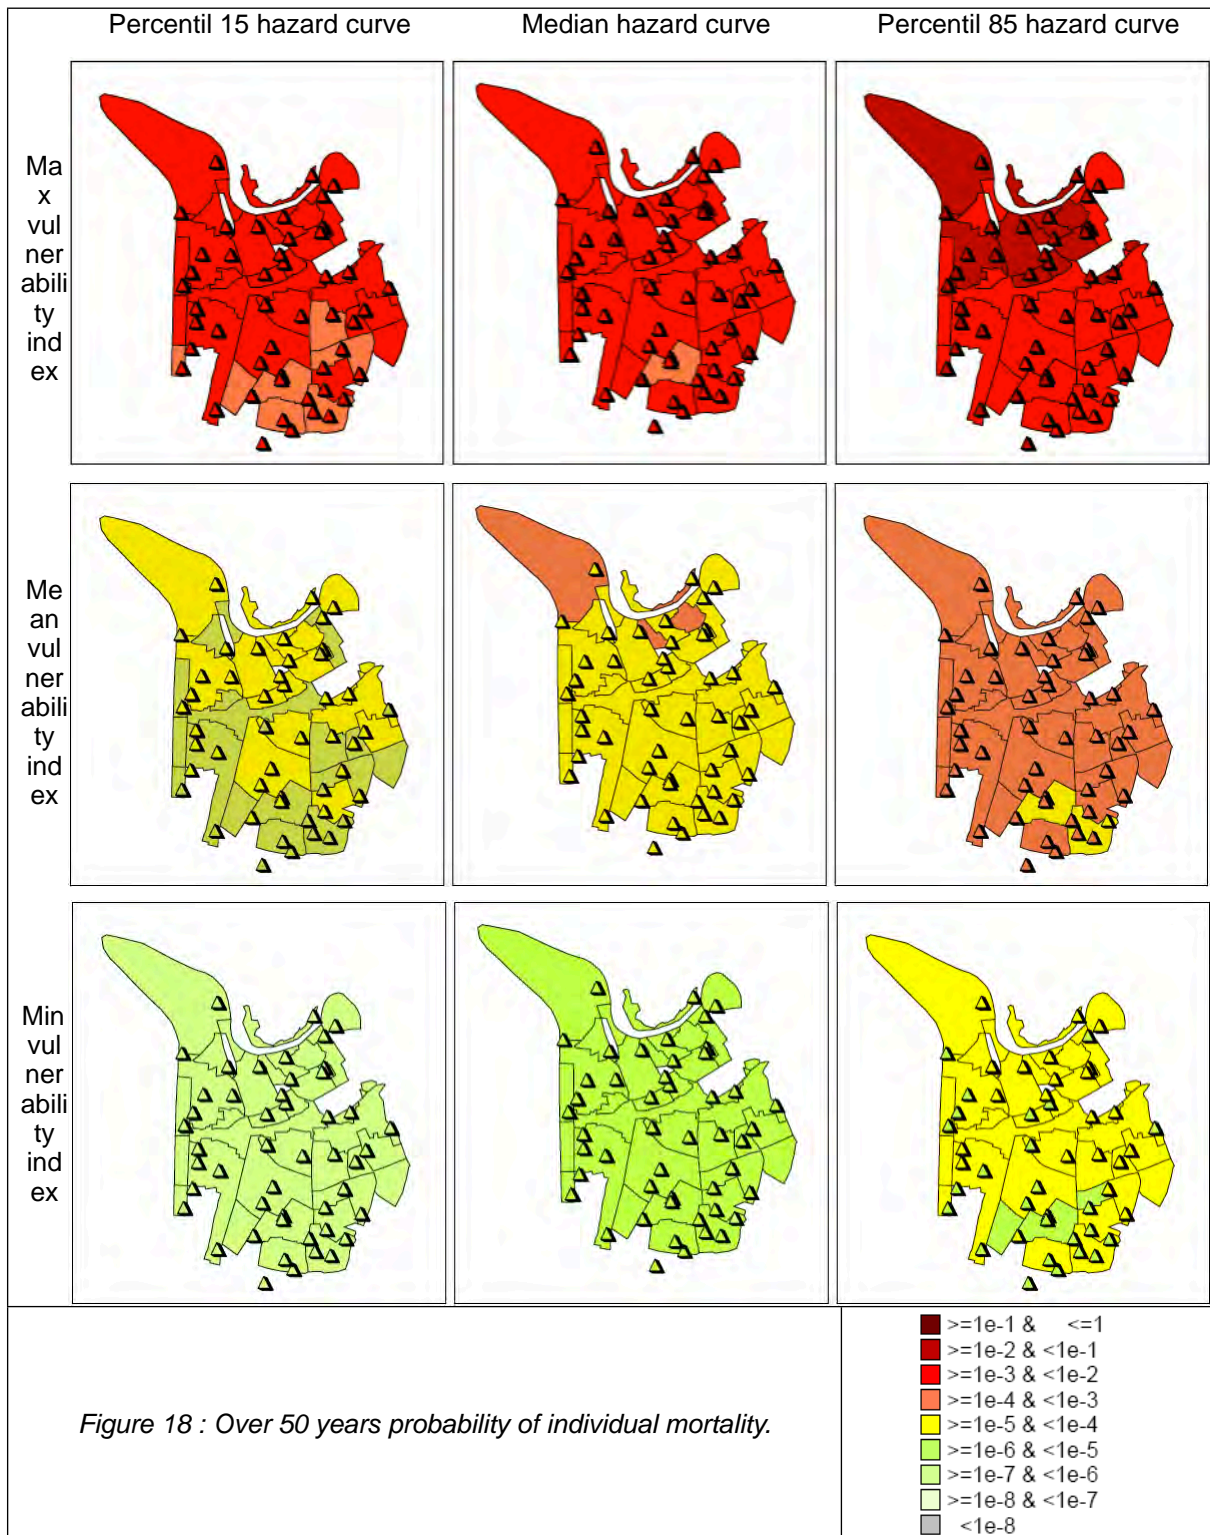 Percentil 15 hazard curve
Median hazard curve
Percentil 85 hazard curve
Ma
x
vul
ner
abili
ty
ind
ex
Me
an
vul
ner
abili
ty
ind
ex
Min
vul
ner
abili
ty
ind
ex
Figure 18 : Over 50 years probability of individual mortality.
>=1e-1 & <=1
>=1e-2 & <1e-1
>=1e-3 & <1e-2
>=1e-4 & <1e-3
>=1e-5 & <1e-4
>=1e-6 & <1e-5
>=1e-7 & <1e-6
>=1e-8 & <1e-7
<1e-8